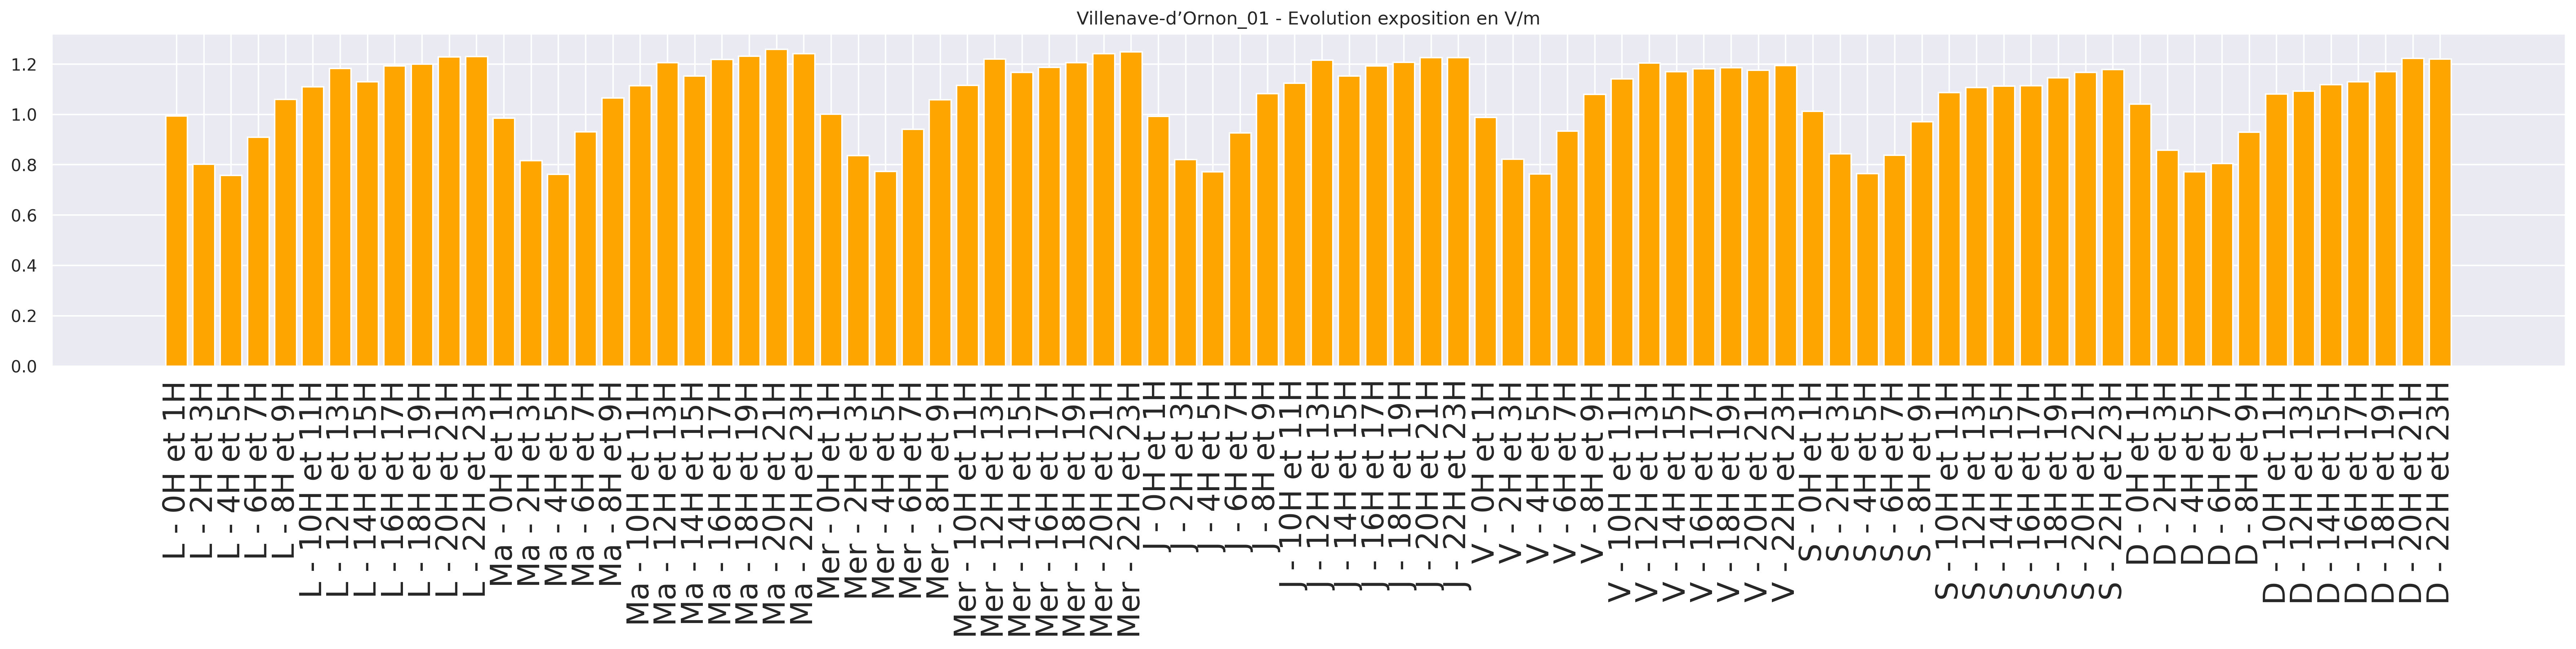 Villenave-d’Ornon_01 - Evolution exposition en V/m
1.2
1.0
0.8
0.6
0.4
0.2
0.0
L - 0H et 1H
L - 2H et 3H
L - 4H et 5H
L - 6H et 7H
L - 8H et 9H
L - 10H et 11H
L - 12H et 13H
L - 14H et 15H
L - 16H et 17H
L - 18H et 19H
L - 20H et 21H
L - 22H et 23H
Ma - 0H et 1H
Ma - 2H et 3H
Ma - 4H et 5H
Ma - 6H et 7H
Ma - 8H et 9H
Ma - 10H et 11H
Ma - 12H et 13H
Ma - 14H et 15H
Ma - 16H et 17H
Ma - 18H et 19H
Ma - 20H et 21H
Ma - 22H et 23H
Mer - 0H et 1H
Mer - 2H et 3H
Mer - 4H et 5H
Mer - 6H et 7H
Mer - 8H et 9H
Mer - 10H et 11H
Mer - 12H et 13H
Mer - 14H et 15H
Mer - 16H et 17H
Mer - 18H et 19H
Mer - 20H et 21H
Mer - 22H et 23H
J - 0H et 1H
J - 2H et 3H
J - 4H et 5H
J - 6H et 7H
J - 8H et 9H
J - 10H et 11H
J - 12H et 13H
J - 14H et 15H
J - 16H et 17H
J - 18H et 19H
J - 20H et 21H
J - 22H et 23H
V - 0H et 1H
V - 2H et 3H
V - 4H et 5H
V - 6H et 7H
V - 8H et 9H
V - 10H et 11H
V - 12H et 13H
V - 14H et 15H
V - 16H et 17H
V - 18H et 19H
V - 20H et 21H
V - 22H et 23H
S - 0H et 1H
S - 2H et 3H
S - 4H et 5H
S - 6H et 7H
S - 8H et 9H
S - 10H et 11H
S - 12H et 13H
S - 14H et 15H
S - 16H et 17H
S - 18H et 19H
S - 20H et 21H
S - 22H et 23H
D - 0H et 1H
D - 2H et 3H
D - 4H et 5H
D - 6H et 7H
D - 8H et 9H
D - 10H et 11H
D - 12H et 13H
D - 14H et 15H
D - 16H et 17H
D - 18H et 19H
D - 20H et 21H
D - 22H et 23H